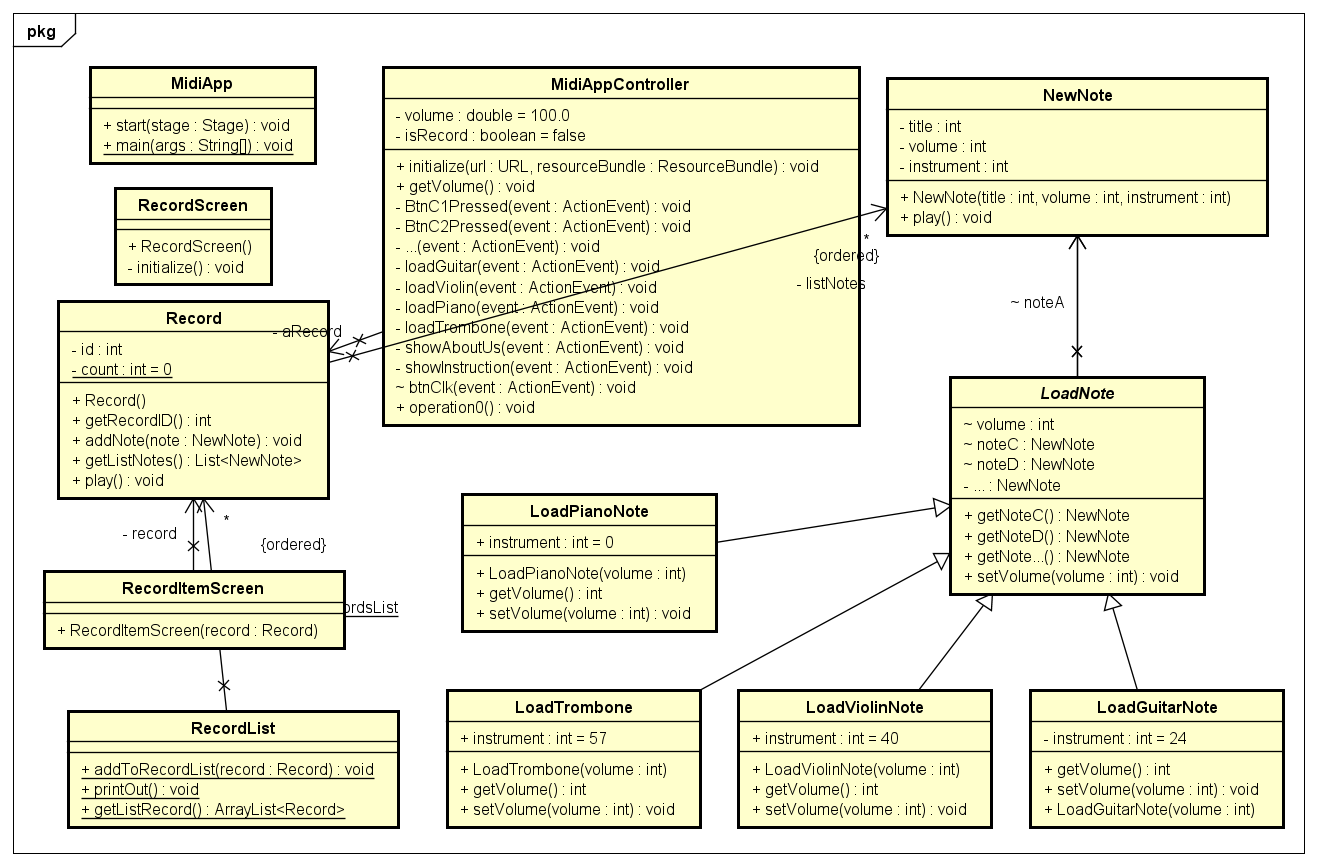 pkg
MidiApp
+ start(stage : Stage) : void
+ main(args : String[]) : void
RecordScreen
+ RecordScreen()
- initialize() : void
Record
- id : int
- count : int = 0
+ Record()
+ getRecordID() : int
+ addNote(note : NewNote) : void
+ getListNotes() : List<NewNote>
+ play() : void
- record
*
{ordered}
RecordItemScreen
+ RecordItemScreen(record : Record)
ordsList
RecordList
+ addToRecordList(record : Record) : void
+ printOut() : void
+ getListRecord() : ArrayList<Record>
MidiAppController
- volume : double = 100.0
- isRecord : boolean = false
+ initialize(url : URL, resourceBundle : ResourceBundle) : void
+ getVolume() : void
- BtnC1Pressed(event : ActionEvent) : void
- BtnC2Pressed(event : ActionEvent) : void
- ...(event : ActionEvent) : void
- loadGuitar(event : ActionEvent) : void
- loadViolin(event : ActionEvent) : void
- loadPiano(event : ActionEvent) : void
- loadTrombone(event : ActionEvent) : void
- showAboutUs(event : ActionEvent) : void
- showInstruction(event : ActionEvent) : void
~ btnClk(event : ActionEvent) : void
+ operation0() : void
- aRecord
*
{ordered}
- listNotes
NewNote
- title : int
- volume : int
- instrument : int
+ NewNote(title : int, volume : int, instrument : int)
+ play() : void
~ noteA
LoadNote
~ volume : int
~ noteC : NewNote
~ noteD : NewNote
- ... : NewNote
+ getNoteC() : NewNote
+ getNoteD() : NewNote
+ getNote...() : NewNote
+ setVolume(volume : int) : void
LoadPianoNote
+ instrument : int = 0
+ LoadPianoNote(volume : int)
+ getVolume() : int
+ setVolume(volume : int) : void
LoadTrombone
+ instrument : int = 57
+ LoadTrombone(volume : int)
+ getVolume() : int
+ setVolume(volume : int) : void
LoadViolinNote
+ instrument : int = 40
+ LoadViolinNote(volume : int)
+ getVolume() : int
+ setVolume(volume : int) : void
LoadGuitarNote
- instrument : int = 24
+ getVolume() : int
+ setVolume(volume : int) : void
+ LoadGuitarNote(volume : int)